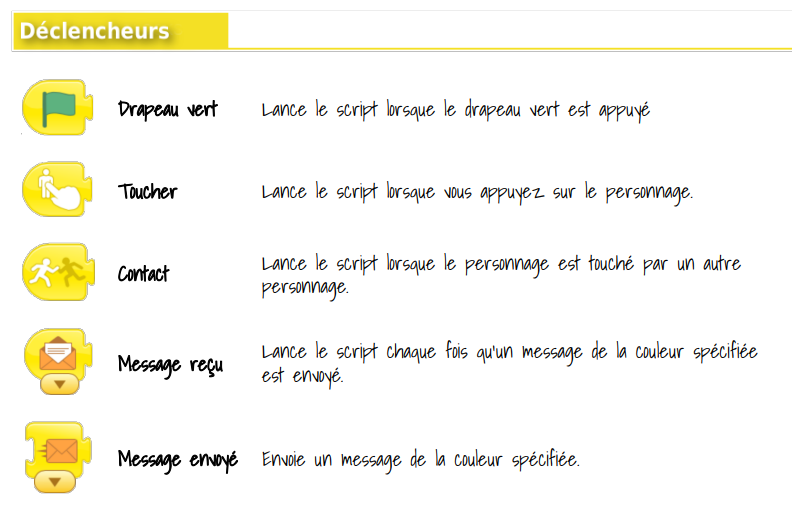 Déclencheurs
Drapeau vert Lance le script lorsque le drapeau vert est appuyé
Toucher Lance le script lorsque vous appuyez sur le personnage.
Contact Lance le script lorsque le personnage est touché par un autre
personnage.
Message reçu Lance le script chaque fois qu'un message de la couleur spécifiée
est envoyé.
Message envoyé Envoie un message de la couleur spécifiée.